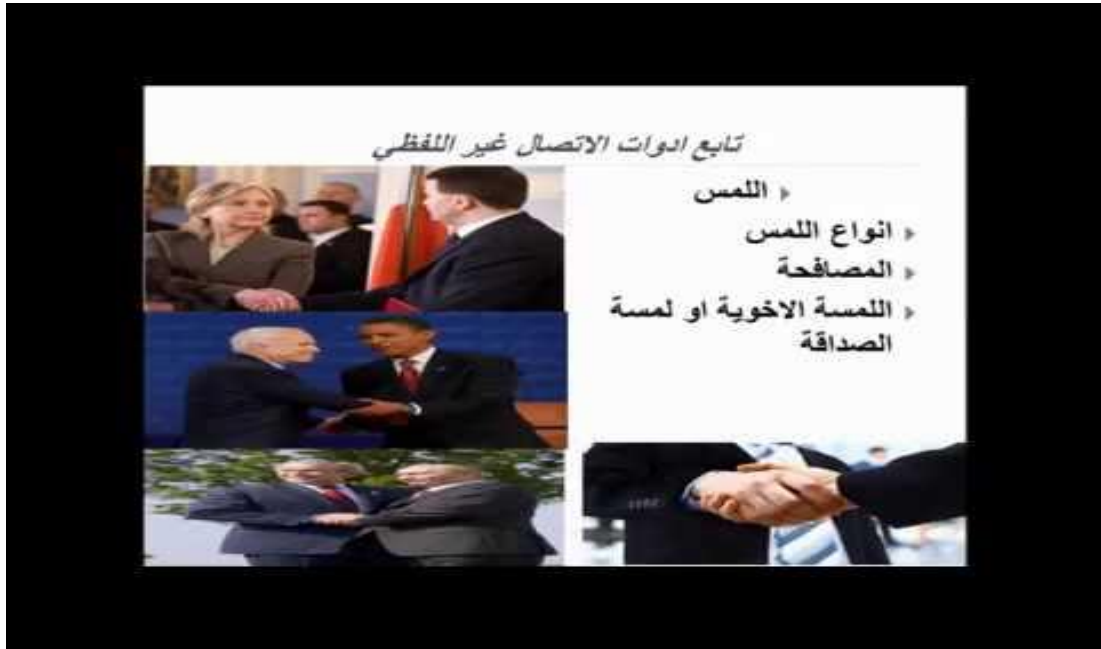 تابع ادوات الاتصال غير اللفظي
اللمس
انواع اللمس
المصافحة
اللمسة الاخوية او لمسة
الصداقة